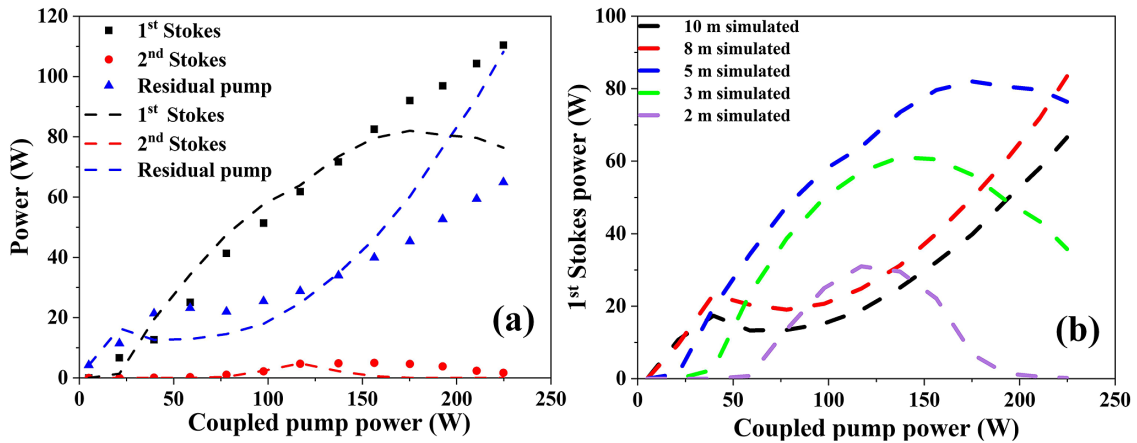 120
100
80
60
40
20
0
Power (W)
1st Stokes
2nd Stokes
Residual pump
1st Stokes
2nd Stokes
Residual pump
(a)
0 50 100 150 200 250
Coupled pump power (W)
100
80
60
40
20
0
1st Stokes power (W)
10 m simulated
8 m simulated
5 m simulated
3 m simulated
2 m simulated
(b)
0 50 100 150 200 250
Coupled pump power (W)